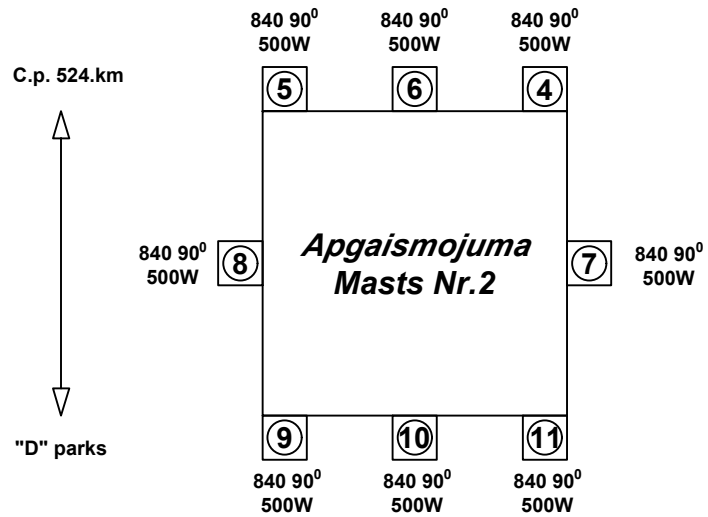 840 90⁰ 840 90⁰ 840 90⁰
500W 500W 500W
C.p. 524.km
5 6 4
840 90⁰
500W
8
Apgaismojuma
Masts Nr.2
7
840 90⁰
500W
9 10 11
"D" parks
840 90⁰ 840 90⁰ 840 90⁰
500W 500W 500W